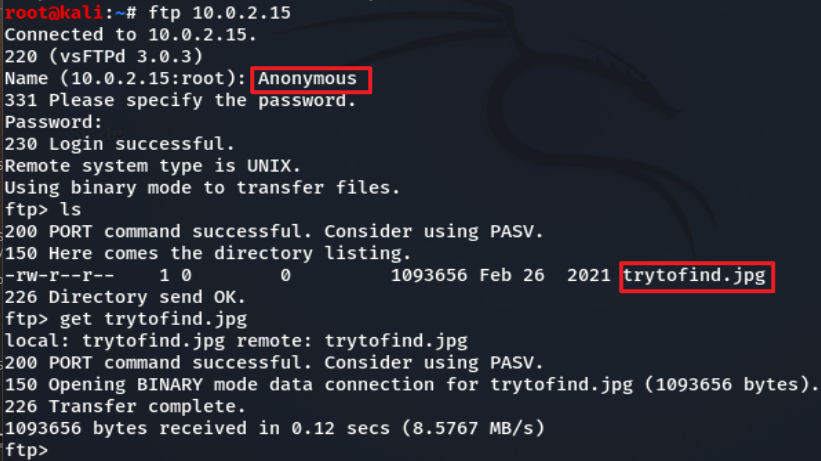 root@kali:~# ftp 10.0.2.15
Connected to 10.0.2.15.
220 (vsFTPd 3.0.3)
Name (10.0.2.15:root): Anonymous
331 Please specify the password.
Password:
230 Login successful.
Remote system type is UNIX.
Using binary mode to transfer files.
ftp> ls
200 PORT command successful. Consider using PASV.
150 Here comes the directory listing.
-rw-r--r--    1 0        0         1093656 Feb 26  2021 trytofind.jpg
226 Directory send OK.
ftp> get trytofind.jpg
local: trytofind.jpg remote: trytofind.jpg
200 PORT command successful. Consider using PASV.
150 Opening BINARY mode data connection for trytofind.jpg (1093656 bytes).
226 Transfer complete.
1093656 bytes received in 0.12 secs (8.5767 MB/s)
ftp>